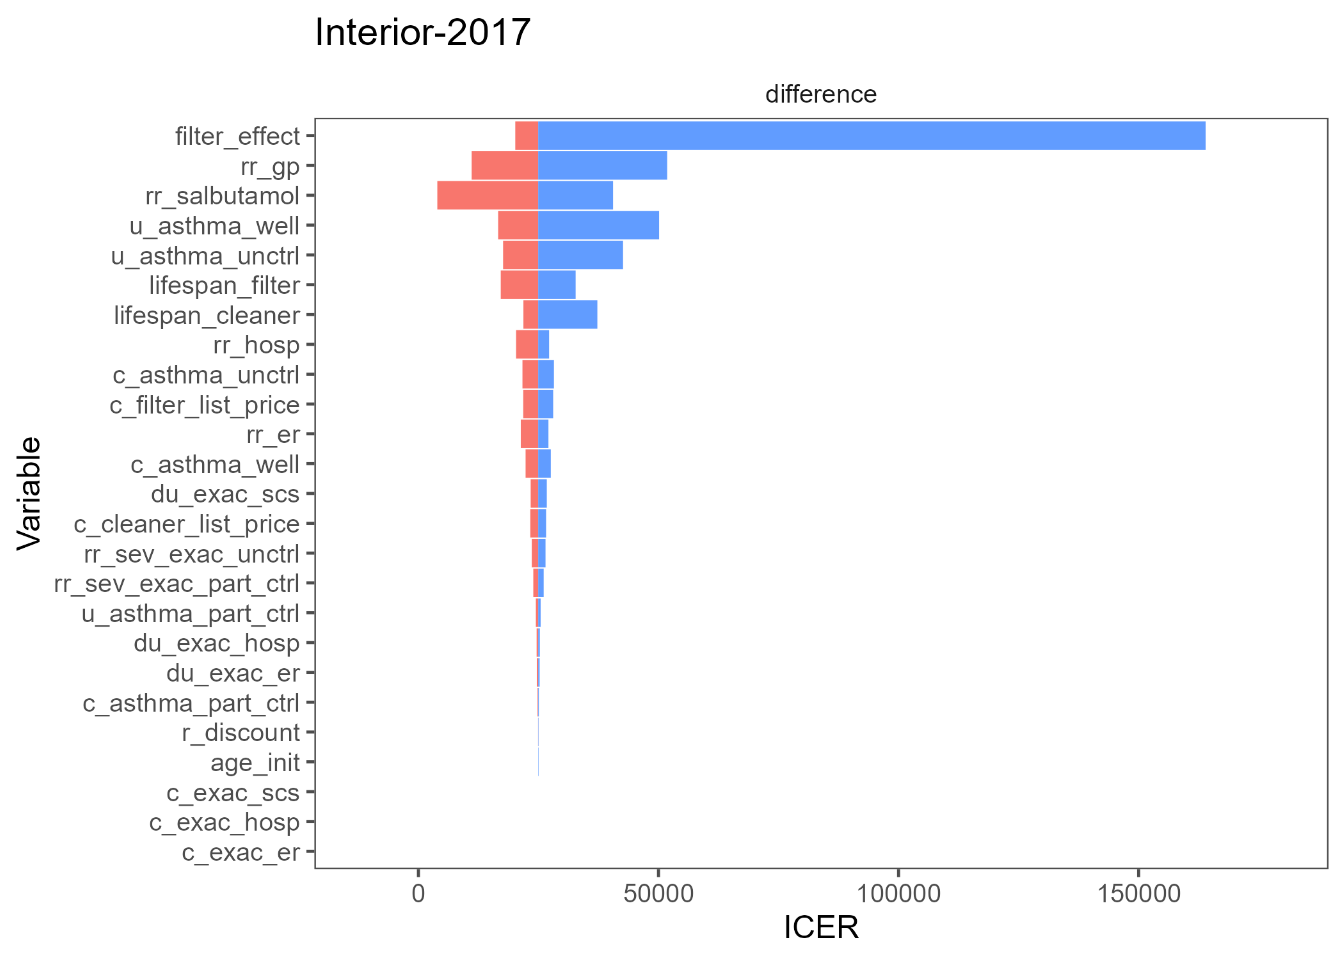 Interior-2017
difference
filter_effect
rr_gp
rr_salbutamol
u_asthma_well
u_asthma_unctrl
lifespan_filter
lifespan_cleaner
rr_hosp
c_asthma_unctrl
c_filter_list_price
rr_er
c_asthma_well
du_exac_scs
c_cleaner_list_price
rr_sev_exac_unctrl
rr_sev_exac_part_ctrl
u_asthma_part_ctrl
du_exac_hosp
du_exac_er
c_asthma_part_ctrl
r_discount
age_init
c_exac_scs
c_exac_hosp
c_exac_er
Variable
0 50000 100000 150000
ICER